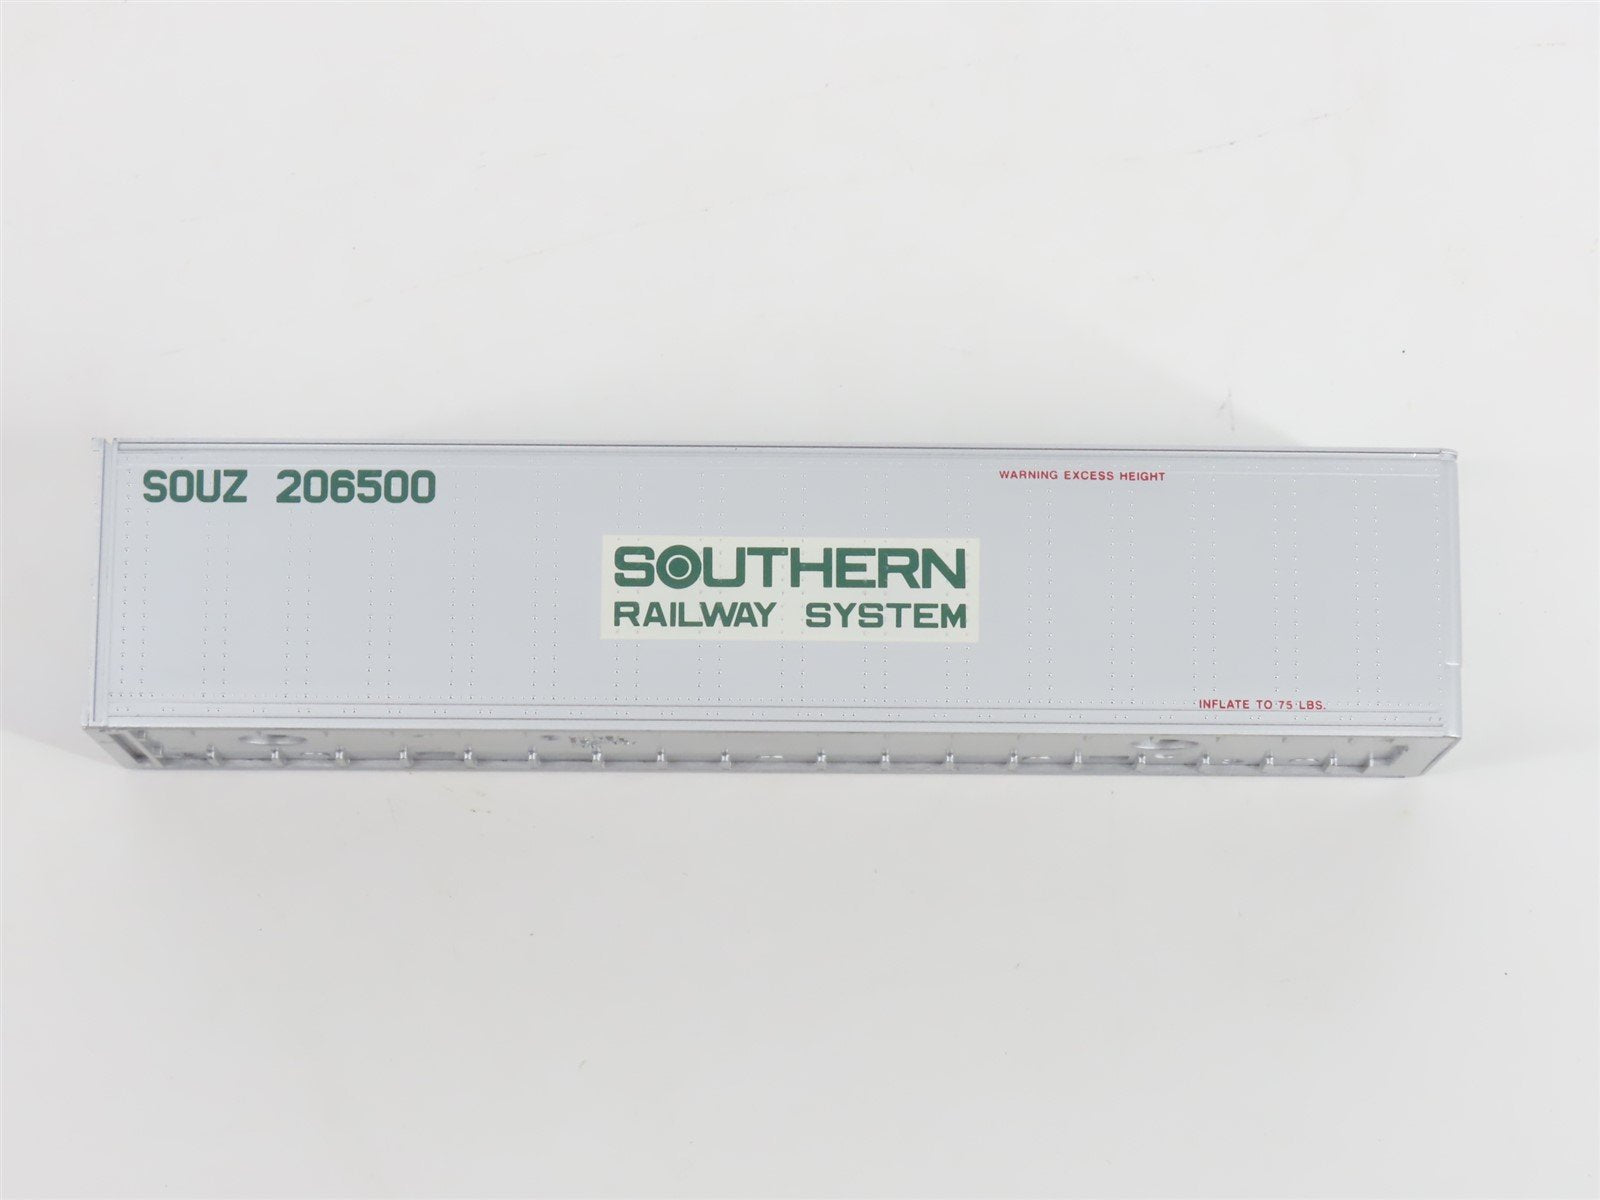 SOUZ 206500
WARNING EXCESS HEIGHT
SOUTHERN
RAILWAY SYSTEM
INFLATE TO 75 LBS.